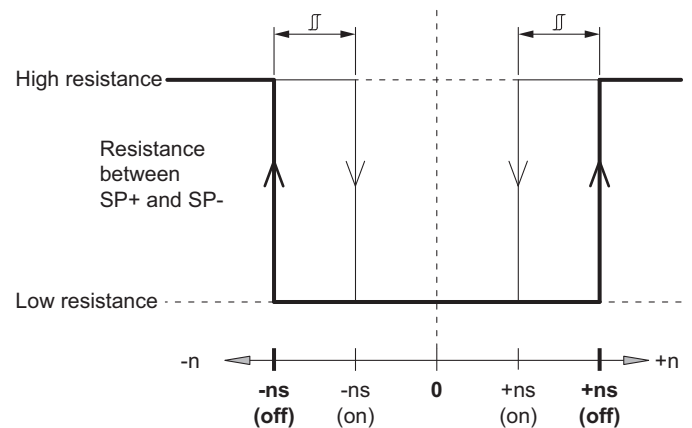 High resistance
Resistance
between
SP+ and SP-
Low resistance
-n
+n
-ns
(off)
-ns
(on)
0
+ns
(on)
+ns
(off)